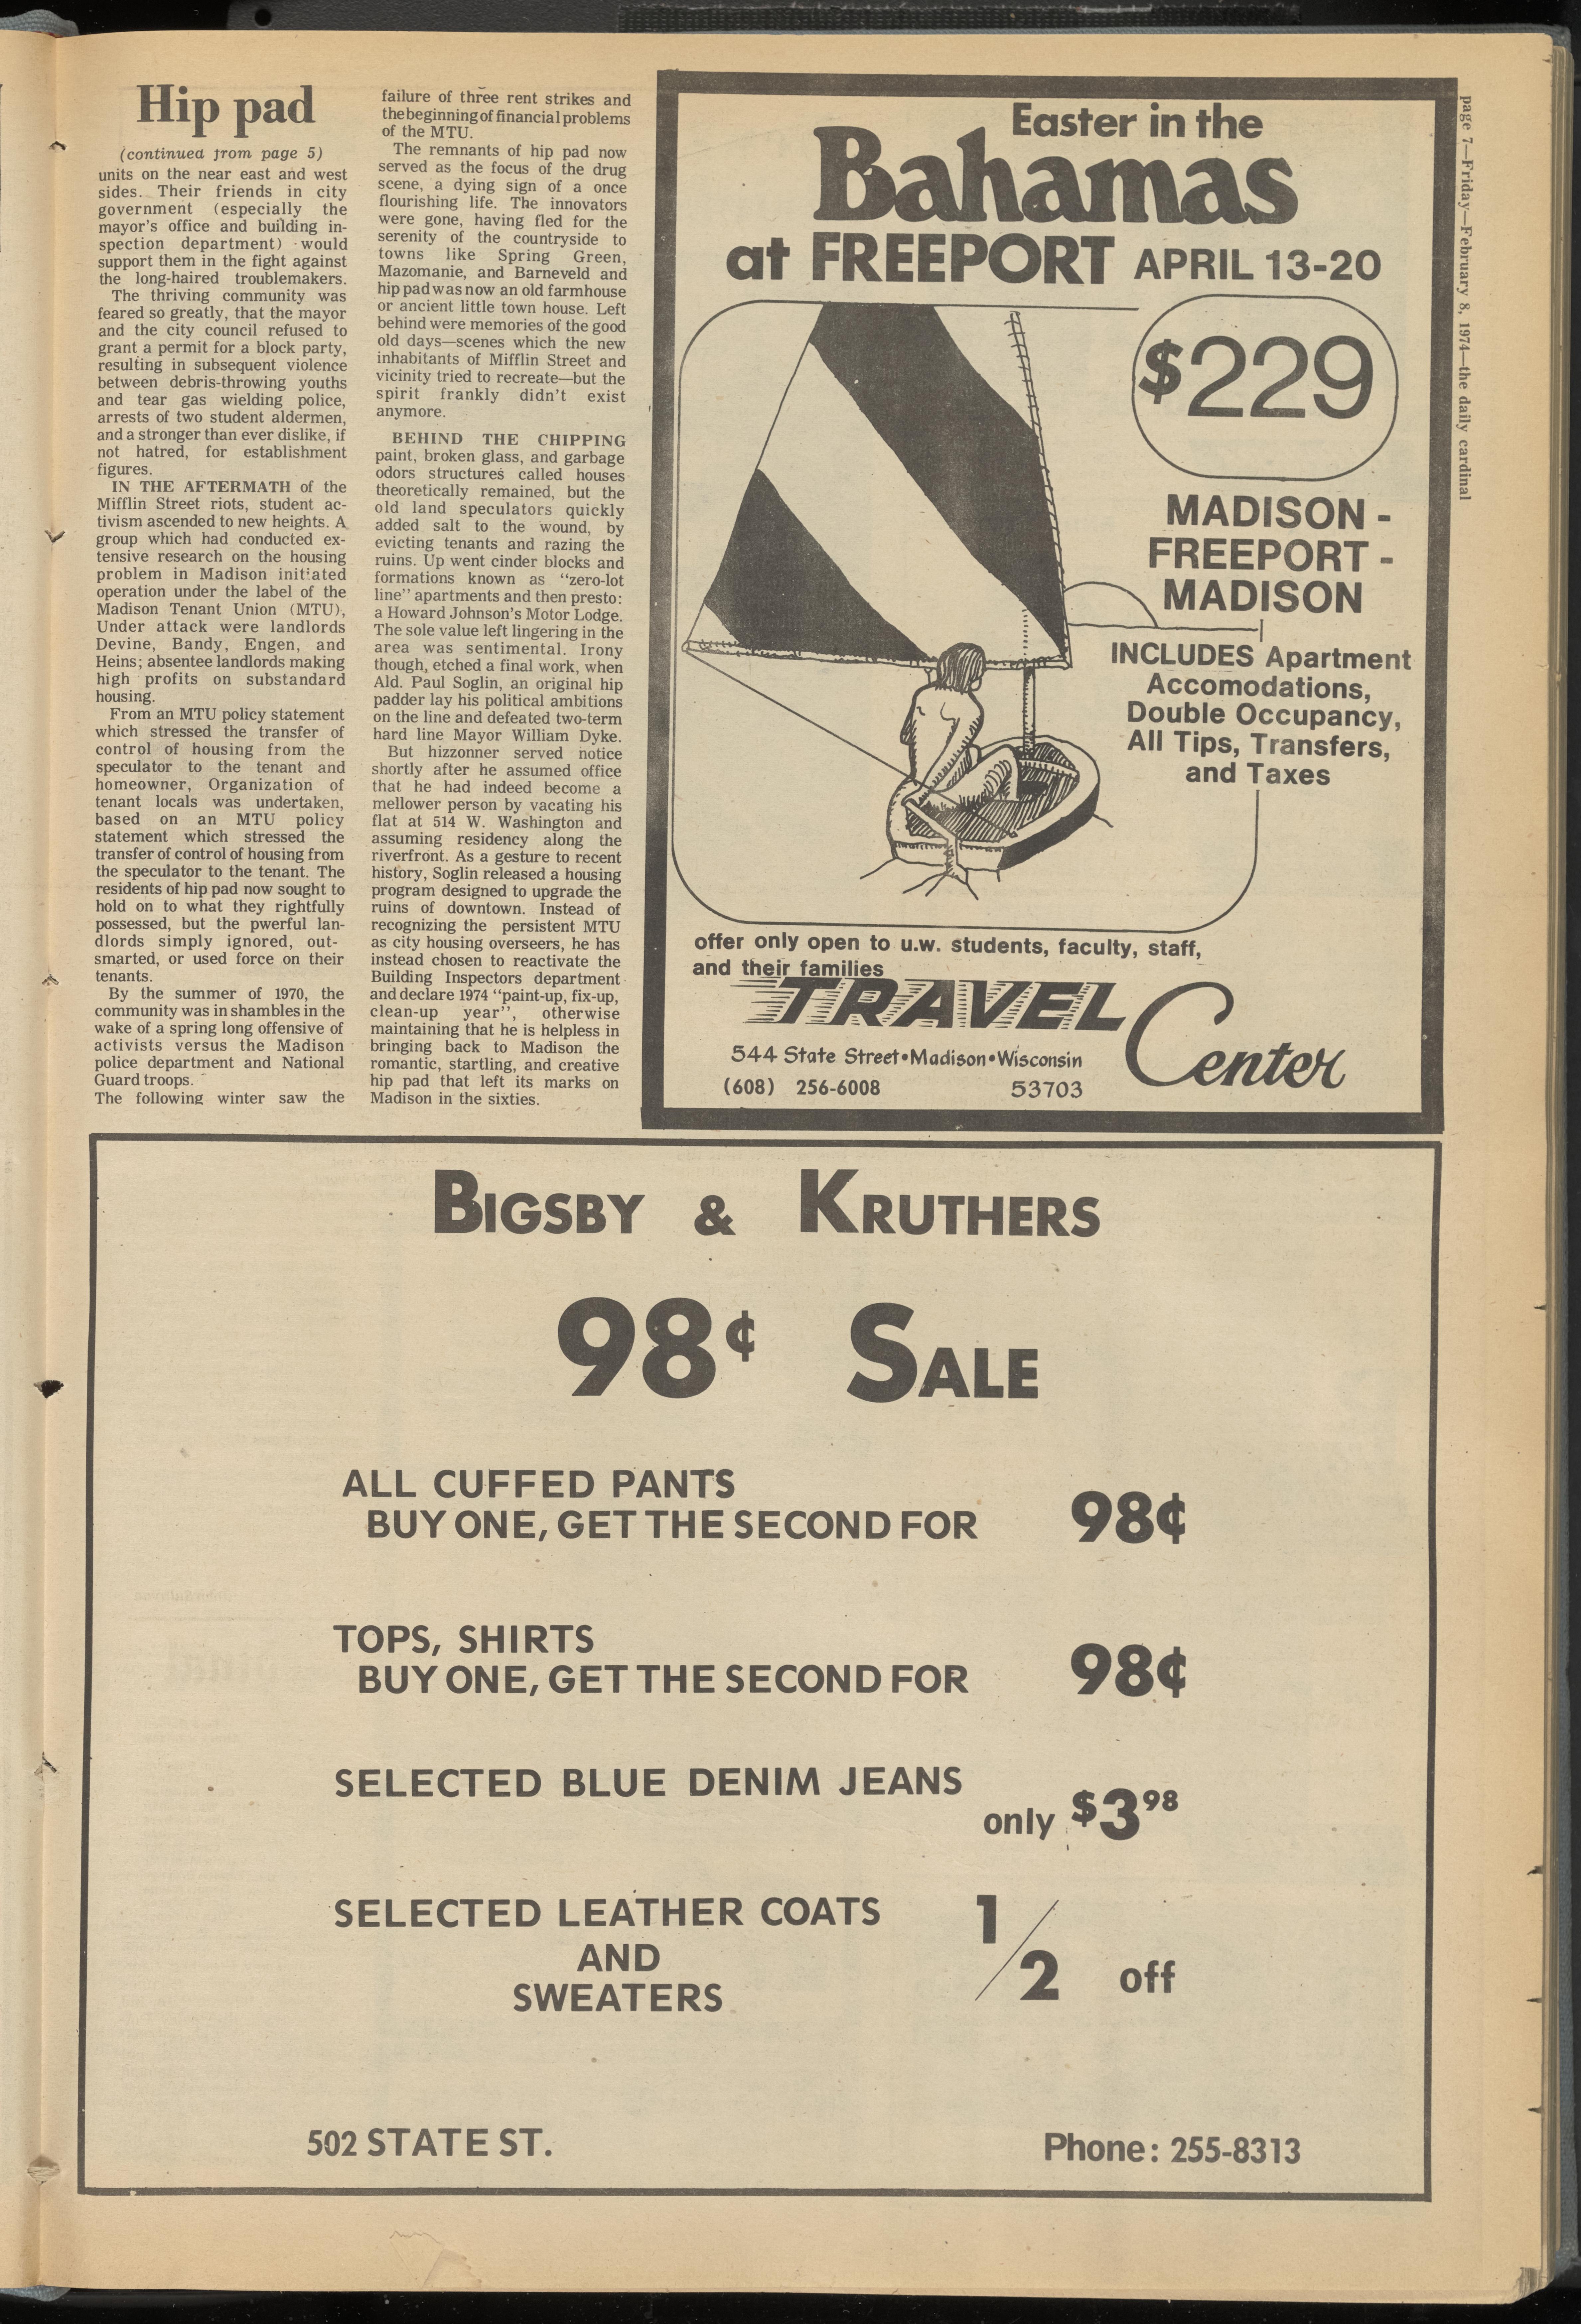 Hip pad
(continued from page 5)
units on the near east and west
sides. Their friends in city
government (especially the
mayor's office and building in-
spection department) would
support them in the fight against
the long-haired troublemakers.
The thriving community was
feared so greatly, that the mayor
and the city council refused to
grant a permit for a block party,
resulting in subsequent violence
between debris-throwing youths
and tear gas wielding police,
arrests of two student aldermen,
and a stronger than ever dislike, if
not hatred, for establishment
figures.
IN THE AFTERMATH of the
Mifflin Street riots, student ac-
tivism ascended to new heights. A
group which had conducted ex-
tensive research on the housing
problem in Madison initiated
operation under the label of the
Madison Tenant Union (MTU),
Under attack were landlords
Devine, Bandy, Engen, and
Heins; absentee landlords making
high profits on substandard
housing.
From an MTU policy statement
which stressed the transfer of
control of housing from the
speculator to the tenant and
homeowner, Organization of
tenant locals was undertaken,
based on an MTU policy
statement which stressed the
transfer of control of housing from
the speculator to the tenant. The
residents of hip pad now sought to
hold on to what they rightfully
possessed, but the pwerful lan-
dlords simply ignored, out-
smarted, or used force on their
tenants.
By the summer of 1970, the
community was in shambles in the
wake of a spring long offensive of
activists versus the Madison
police department and National
Guard troops.
The following winter saw the
failure of three rent strikes and
the beginning of financial problems
of the MTU.
The remnants of hip pad now
served as the focus of the drug
scene, a dying sign of a once
flourishing life. The innovators
were gone, having fled for the
serenity of the countryside to
towns like Spring Green,
Mazomanie, and Barneveld and
hip pad was now an old farmhouse
or ancient little town house. Left
behind were memories of the good
old days—scenes which the new
inhabitants of Mifflin Street and
vicinity tried to recreate—but the
spirit frankly didn't exist
anymore.
BEHIND THE CHIPPING
paint, broken glass, and garbage
odors structures called houses
theoretically remained, but the
old land speculators quickly
added salt to the wound, by
evicting tenants and razing the
ruins. Up went cinder blocks and
formations known as "zero-lot
line" apartments and then presto:
a Howard Johnson's Motor Lodge.
The sole value left lingering in the
area was sentimental. Irony
though, etched a final work, when
Ald. Paul Soglin, an original hip
padder lay his political ambitions
on the line and defeated two-term
hard line Mayor William Dyke.
But hizzonner served notice
shortly after he assumed office
that he had indeed become a
mellower person by vacating his
flat at 514 W. Washington and
assuming residency along the
riverfront. As a gesture to recent
history, Soglin released a housing
program designed to upgrade the
ruins of downtown. Instead of
recognizing the persistent MTU
as city housing overseers, he has
instead chosen to reactivate the
Building Inspectors department
and declare 1974 "paint-up, fix-up,
clean-up year", otherwise
maintaining that he is helpless in
bringing back to Madison the
romantic, startling, and creative
hip pad that left its marks on
Madison in the sixties.
Easter in the
Bahamas
at FREEPORT APRIL 13-20
$229
MADISON -
FREEPORT -
MADISON
INCLUDES Apartment
Accomodations,
Double Occupancy,
All Tips, Transfers,
and Taxes
offer only open to u.w. students, faculty, staff,
and their families
TRAVEL Center
544 State Street•Madison•Wisconsin
(608) 256-6008 53703
page 7—Friday—February 8, 1974—the daily cardinal
BIGSBY & KRUTHERS
98¢ SALE
ALL CUFFED PANTS
BUY ONE, GET THE SECOND FOR 98¢
TOPS, SHIRTS
BUY ONE, GET THE SECOND FOR 98¢
SELECTED BLUE DENIM JEANS
only $3 98
SELECTED LEATHER COATS
AND
SWEATERS
1/2 off
502 STATE ST.
Phone: 255-8313